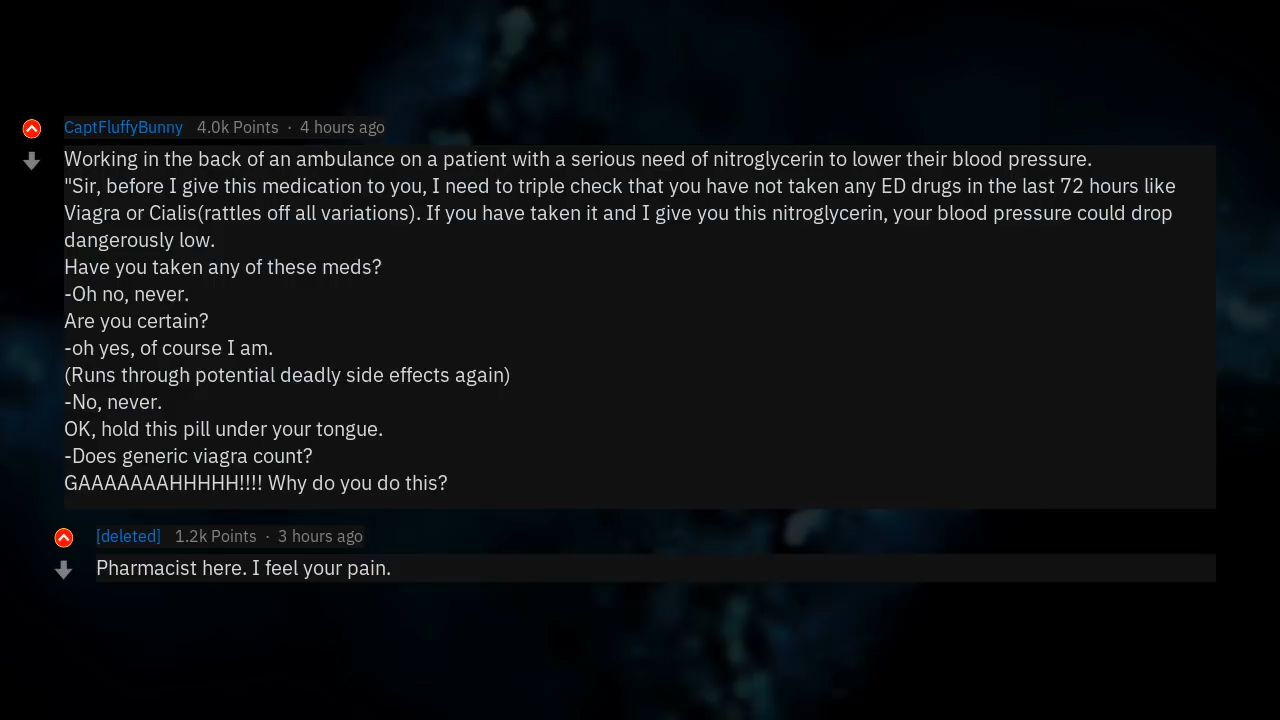 CaptFluffyBunny 4.0k Points · 4 hours ago
Working in the back of an ambulance on a patient with a serious need of nitroglycerin to lower their blood pressure.
"Sir, before I give this medication to you, I need to triple check that you have not taken any ED drugs in the last 72 hours like
Viagra or Cialis(rattles off all variations). If you have taken it and I give you this nitroglycerin, your blood pressure could drop
dangerously low.
Have you taken any of these meds?
-Oh no, never.
Are you certain?
-oh yes, of course I am.
(Runs through potential deadly side effects again)
-No, never.
OK, hold this pill under your tongue.
-Does generic viagra count?
GAAAAAAAHHHHH!!!! Why do you do this?
[deleted] 1.2k Points · 3 hours ago
Pharmacist here. I feel your pain.